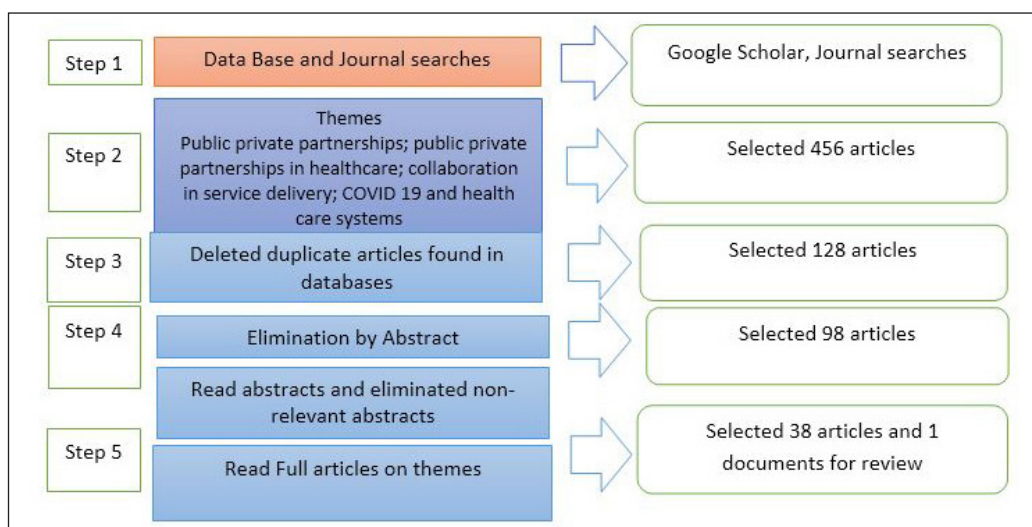 Step 1
Data Base and Journal searches
Google Scholar, Journal searches
Step 2
Themes
Public private partnerships; public private
partnerships in healthcare; collaboration
in service delivery; COVID 19 and health
care systems
Selected 456 articles
Step 3
Deleted duplicate articles found in
databases
Selected 128 articles
Step 4
Elimination by Abstract
Selected 98 articles
Read abstracts and eliminated non-
relevant abstracts
Step 5
Read Full articles on themes
Selected 38 articles and 1
documents for review